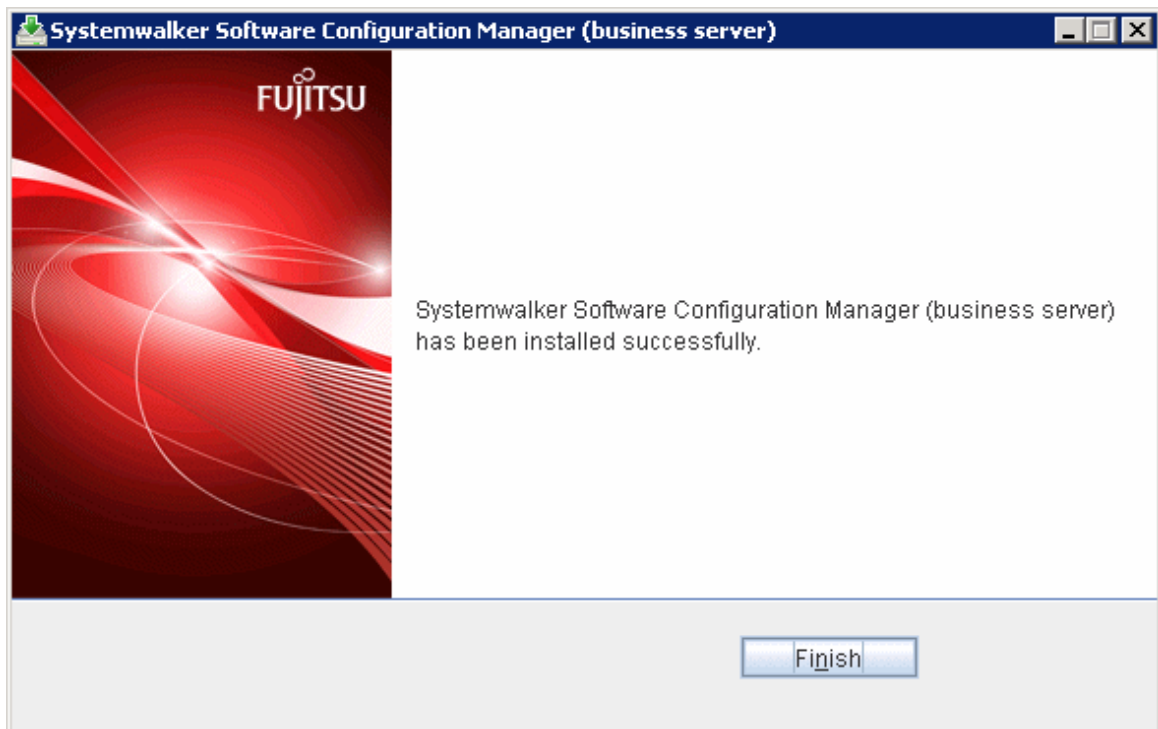 Systemwalker Software Configuration Manager (business server)
FUJITSU
Systemwalker Software Configuration Manager (business server)
has been installed successfully.
Finish